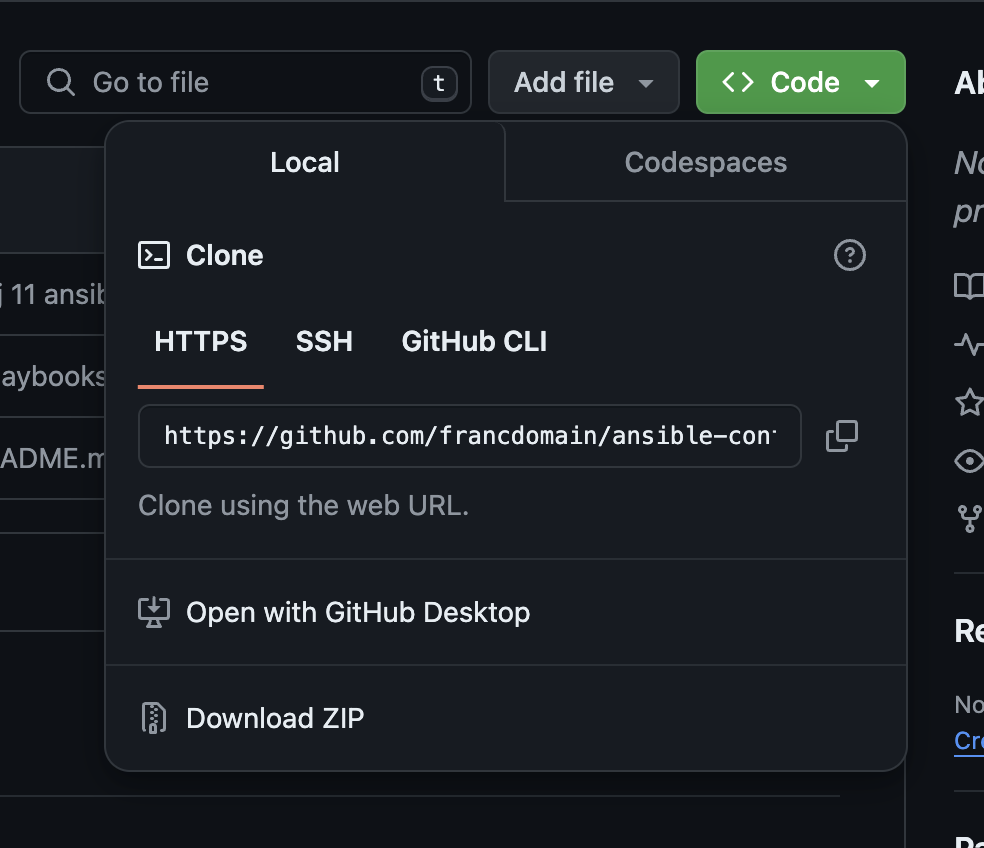 Go to file
t
Add file
Code
Local
Codespaces
Clone
HTTPS
SSH
GitHub CLI
https://github.com/francdomain/ansible-con
Clone using the web URL.
Open with GitHub Desktop
Download ZIP
j 11 ansib
aybooks
ADME.m
Ab
No
pr
Re
No
Cre